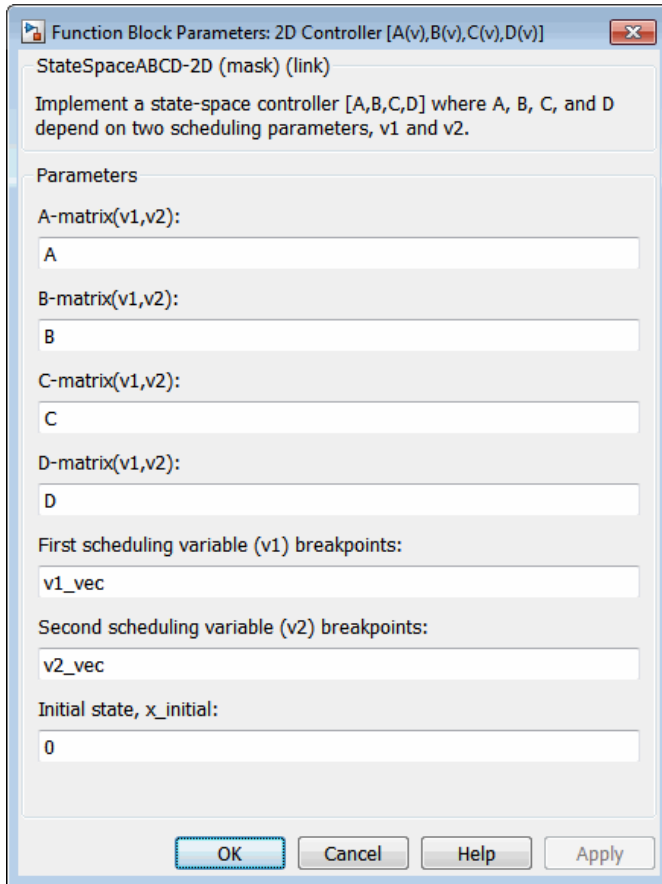 Function Block Parameters: 2D Controller [A(v),B(v),C(v),D(v)]
StateSpaceABCD-2D (mask) (link)
Implement a state-space controller [A,B,C,D] where A, B, C, and D
depend on two scheduling parameters, v1 and v2.
Parameters
A-matrix(v1,v2):
A
B-matrix(v1,v2):
B
C-matrix(v1,v2):
C
D-matrix(v1,v2):
D
First scheduling variable (v1) breakpoints:
v1_vec
Second scheduling variable (v2) breakpoints:
v2_vec
Initial state, x_initial:
0
OK Cancel Help Apply